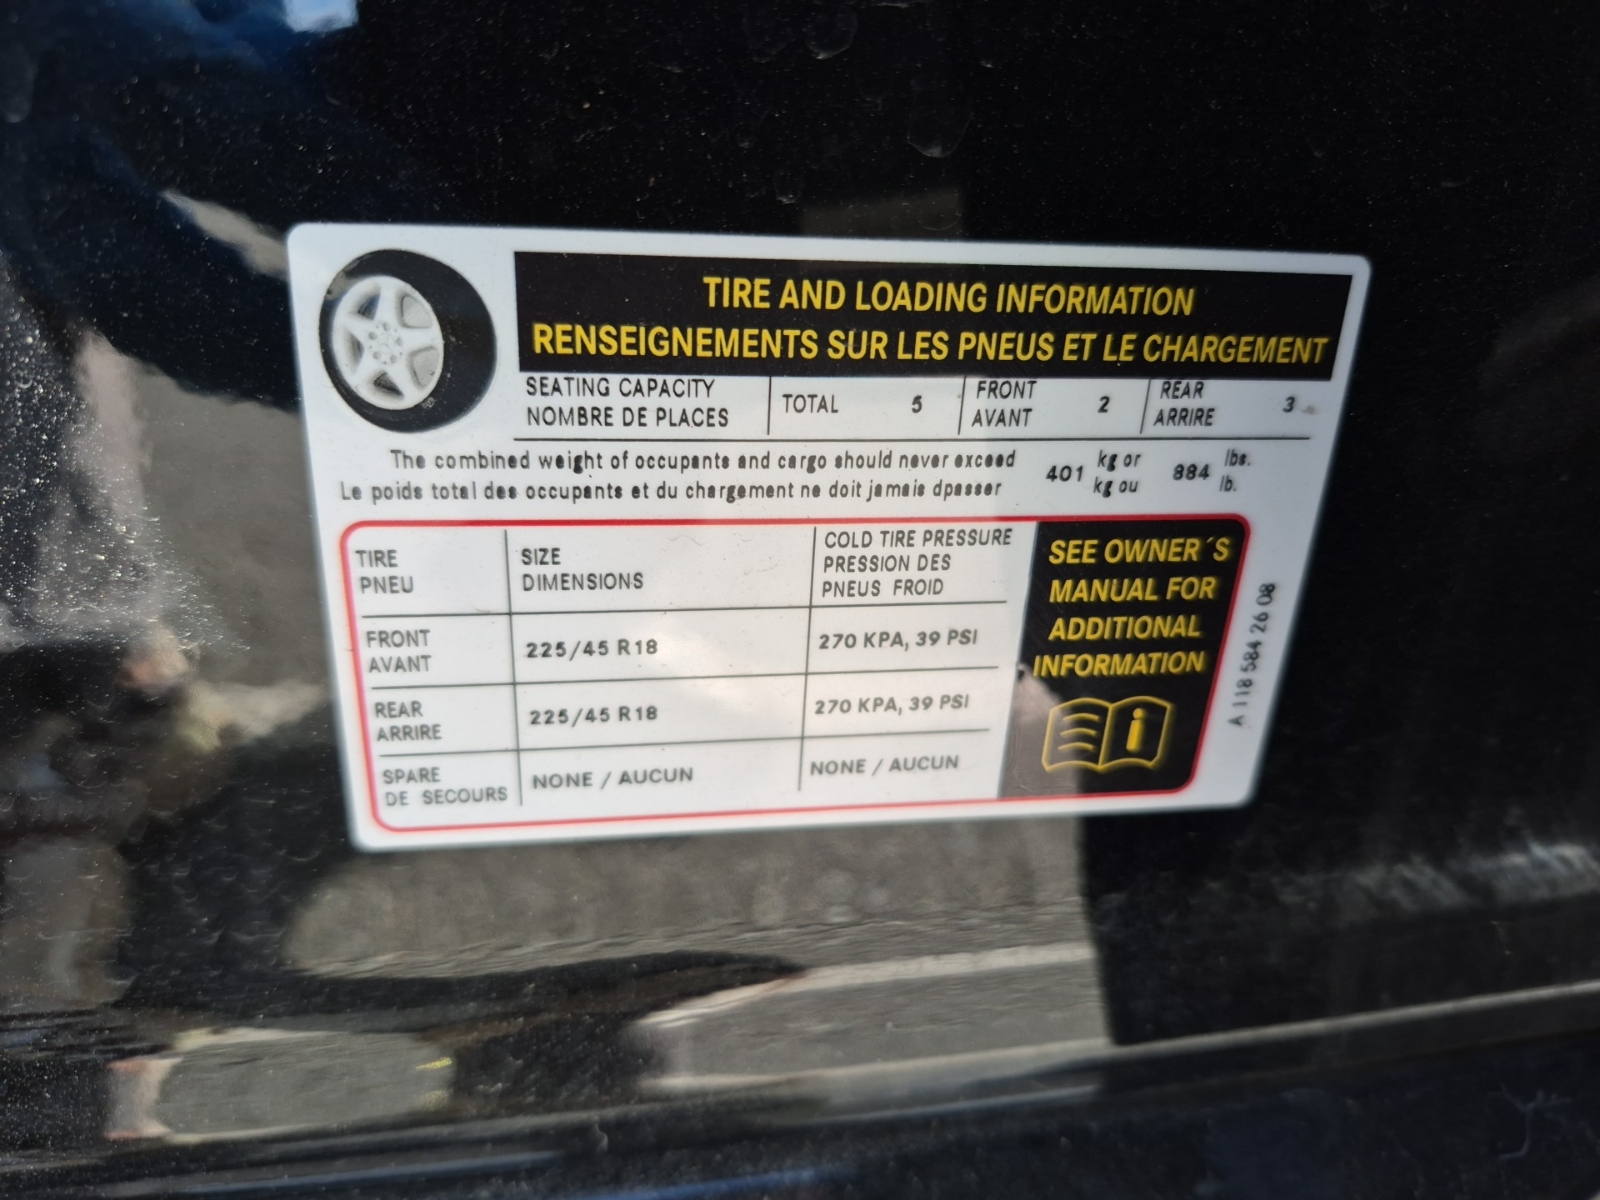 TIRE AND LOADING INFORMATION
RENSEIGNEMENTS SUR LES PNEUS ET LE CHARGEMENT
SEATING CAPACITY
NOMBRE DE PLACES
TOTAL 5
FRONT
AVANT
2
REAR
ARRIRE
3
The combined weight of occupants and cargo should never exceed
Le poids total des occupants et du chargement ne doit jamais dpasser
401 kg or
kg ou
884 lbs.
lb.
TIRE
PNEU
SIZE
DIMENSIONS
COLD TIRE PRESSURE
PRESSION DES
PNEUS FROID
FRONT
AVANT
225/45 R18
270 KPA, 39 PSI
REAR
ARRIRE
225/45 R18
270 KPA, 39 PSI
SPARE
DE SECOURS
NONE / AUCUN
NONE / AUCUN
SEE OWNER´S
MANUAL FOR
ADDITIONAL
INFORMATION
i
A 118 584 26 08